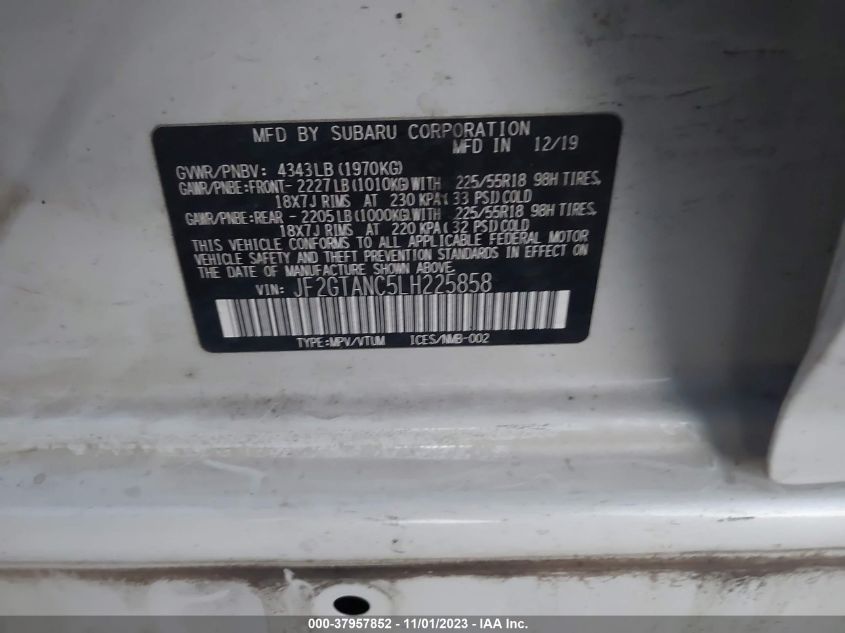 MFD BY SUBARU CORPORATION
MFD IN 12/19
GVWR/PNBV: 4343LB(1970KG)
GAWR/PNBE:FRONT-2227LB(1010KG)WITH 225/55R18 98H TIRES,
18X7J RIMS AT 230 KPA(33 PSI)COLD
GAWR/PNBE:REAR -2205LB(1000KG)WITH 225/55R18 98H TIRES,
18X7J RIMS AT 220 KPA(32 PSI)COLD
THIS VEHICLE CONFORMS TO ALL APPLICABLE FEDERAL MOTOR
VEHICLE SAFETY AND THEFT PREVENTION STANDARDS IN EFFECT ON
THE DATE OF MANUFACTURE SHOWN ABOVE.
VIN: JF2GTANC5LH225858
TYPE:MPV/VTUM ICES/NMB-002
000-37957852 - 11/01/2023 - IAA Inc.